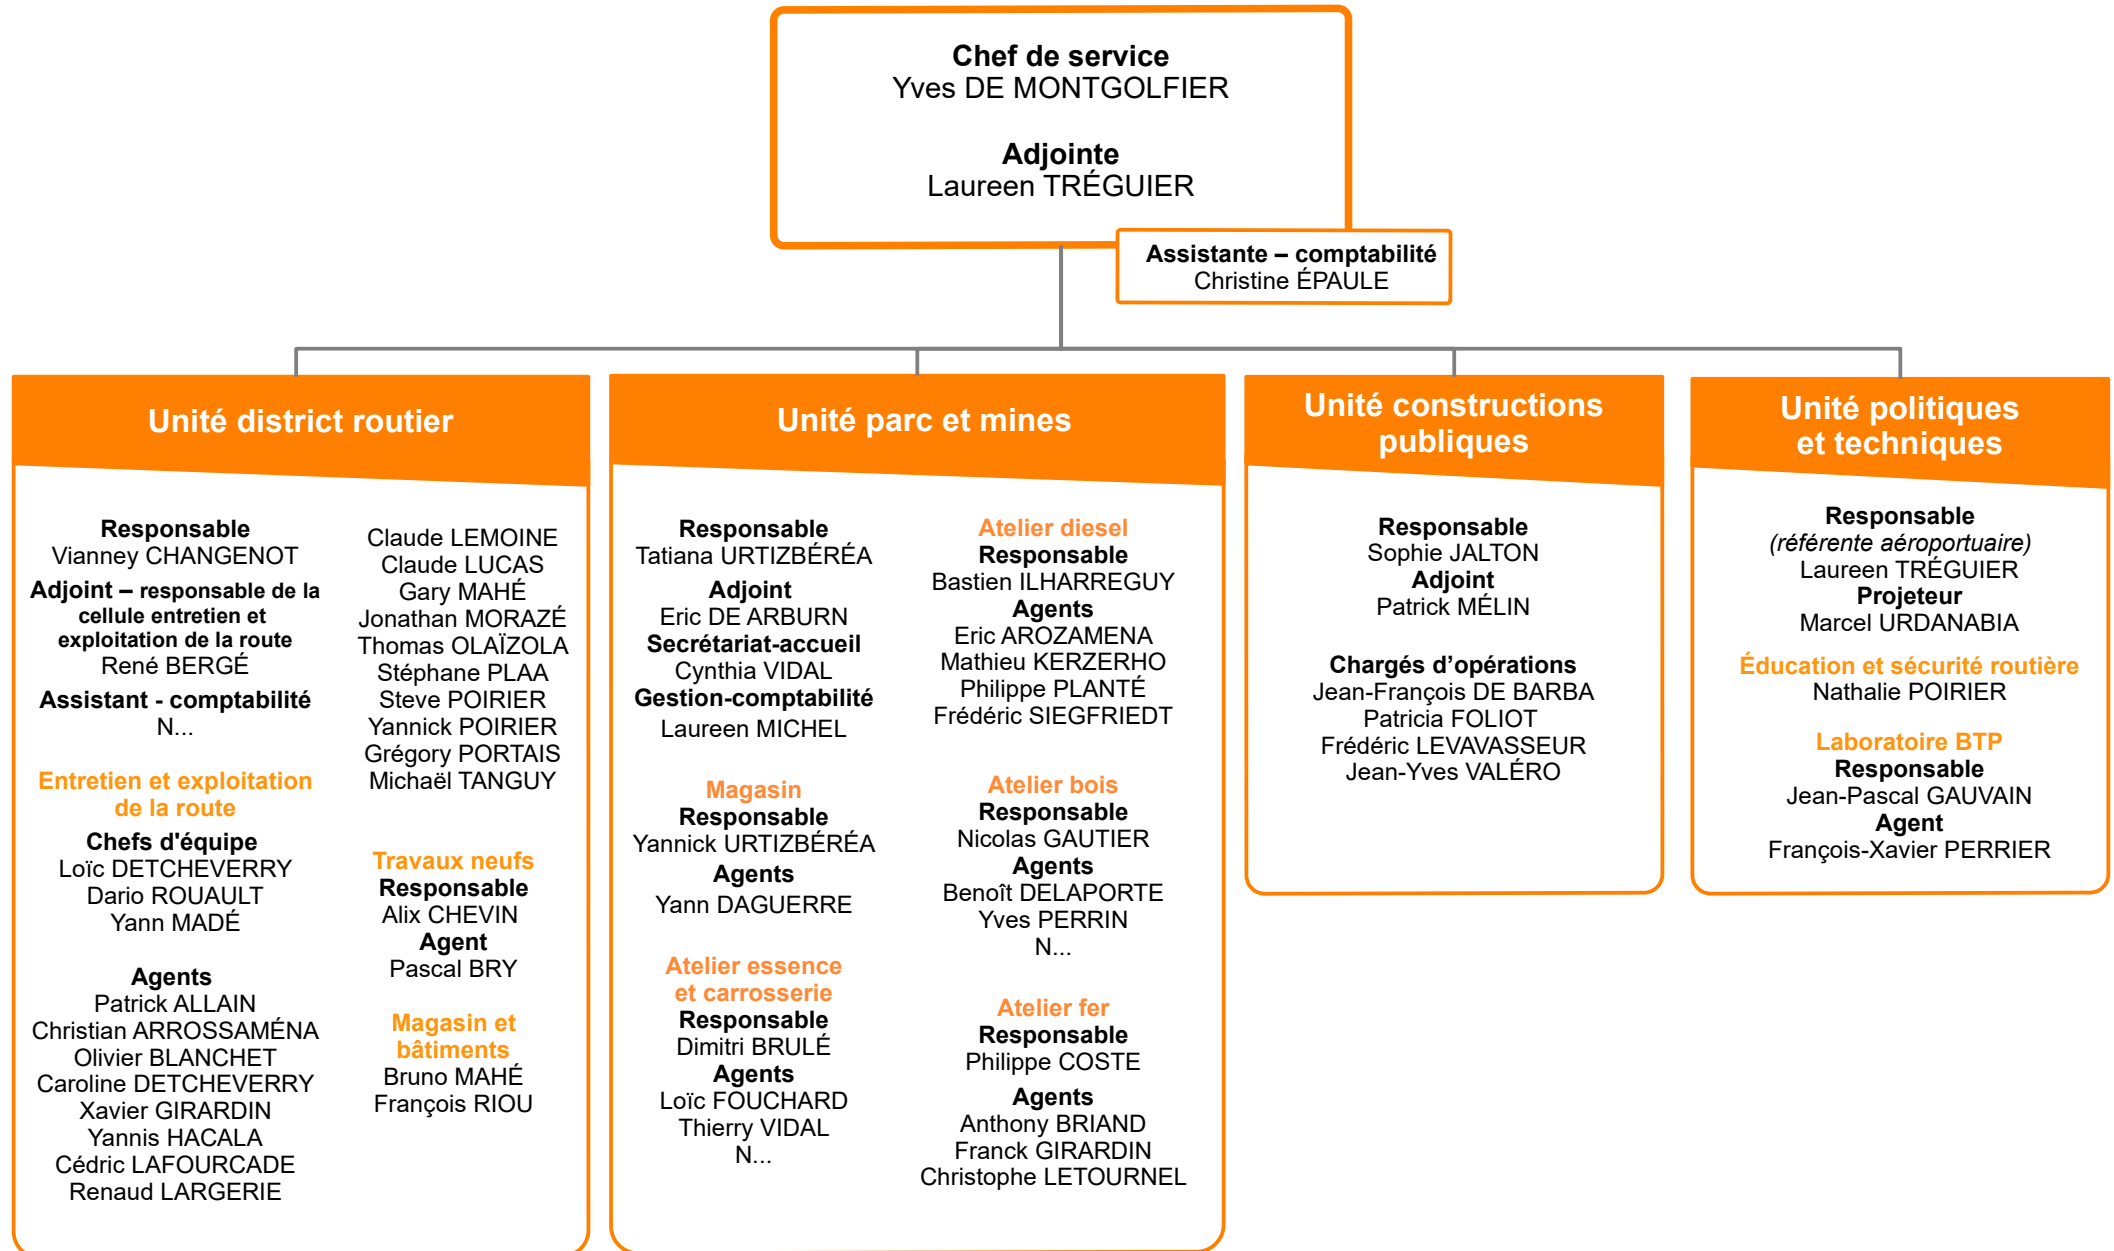 Chef de service
Yves DE MONTGOLFIER
Adjointe
Laureen TRÉGUIER
Assistante – comptabilité
Christine ÉPAULE
Unité district routier
Responsable
Vianney CHANGENOT
Adjoint – responsable de la
cellule entretien et
exploitation de la route
René BERGÉ
Assistant - comptabilité
N...
Entretien et exploitation
de la route
Chefs d'équipe
Loïc DETCHEVERRY
Dario ROUAULT
Yann MADÉ
Agents
Patrick ALLAIN
Christian ARROSSAMÉNA
Olivier BLANCHET
Caroline DETCHEVERRY
Xavier GIRARDIN
Yannis HACALA
Cédric LAFOURCADE
Renaud LARGERIE
Claude LEMOINE
Claude LUCAS
Gary MAHÉ
Jonathan MORAZÉ
Thomas OLAÏZOLA
Stéphane PLAA
Steve POIRIER
Yannick POIRIER
Grégory PORTAIS
Michaël TANGUY
Travaux neufs
Responsable
Alix CHEVIN
Agent
Pascal BRY
Magasin et
bâtiments
Bruno MAHÉ
François RIOU
Unité parc et mines
Responsable
Tatiana URTIZBÉRÉA
Adjoint
Eric DE ARBURN
Secrétariat-accueil
Cynthia VIDAL
Gestion-comptabilité
Laureen MICHEL
Magasin
Responsable
Yannick URTIZBÉRÉA
Agents
Yann DAGUERRE
Atelier essence
et carrosserie
Responsable
Dimitri BRULÉ
Agents
Loïc FOUCHARD
Thierry VIDAL
N...
Atelier diesel
Responsable
Bastien ILHARREGUY
Agents
Eric AROZAMENA
Mathieu KERZERHO
Philippe PLANTÉ
Frédéric SIEGFRIEDT
Atelier bois
Responsable
Nicolas GAUTIER
Agents
Benoît DELAPORTE
Yves PERRIN
N...
Atelier fer
Responsable
Philippe COSTE
Agents
Anthony BRIAND
Franck GIRARDIN
Christophe LETOURNEL
Unité constructions
publiques
Responsable
Sophie JALTON
Adjoint
Patrick MÉLIN
Chargés d’opérations
Jean-François DE BARBA
Patricia FOLIOT
Frédéric LEVAVASSEUR
Jean-Yves VALÉRO
Unité politiques
et techniques
Responsable
(référente aéroportuaire)
Laureen TRÉGUIER
Projeteur
Marcel URDANABIA
Éducation et sécurité routière
Nathalie POIRIER
Laboratoire BTP
Responsable
Jean-Pascal GAUVAIN
Agent
François-Xavier PERRIER